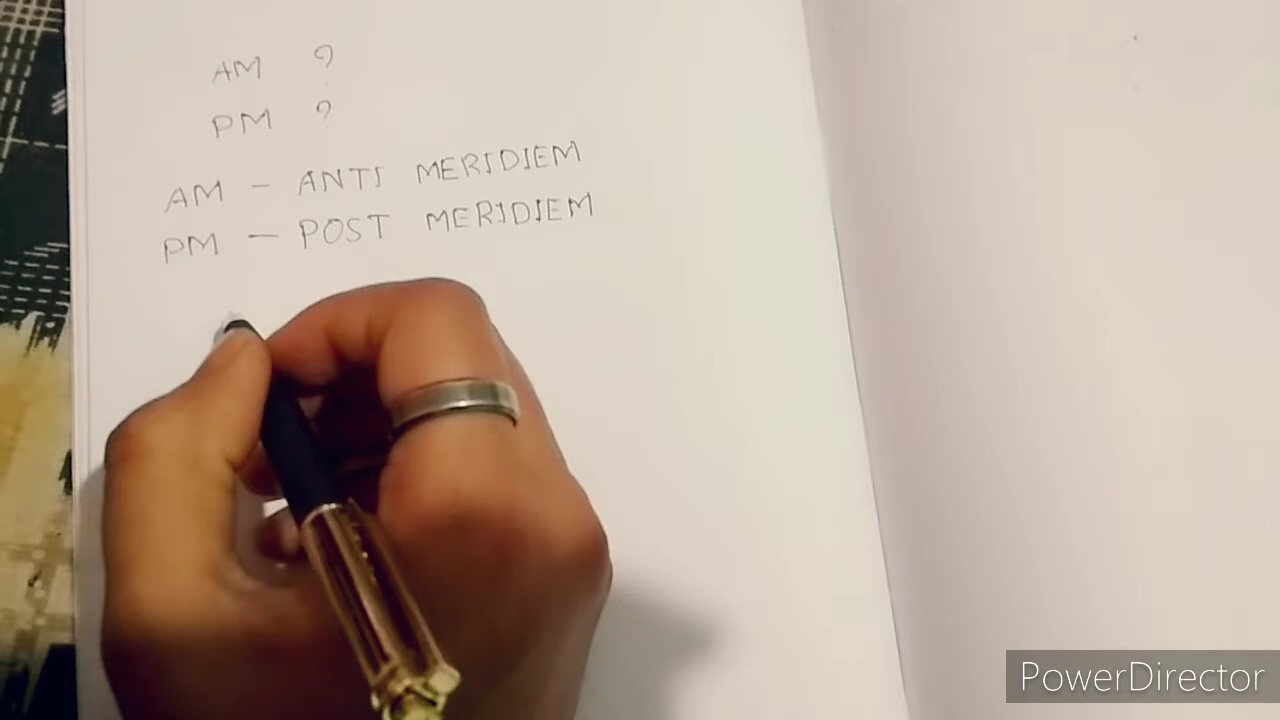 AM ?
PM ?
AM - ANTI MERIDIEM
PM - POST MERIDIEM
PowerDirector